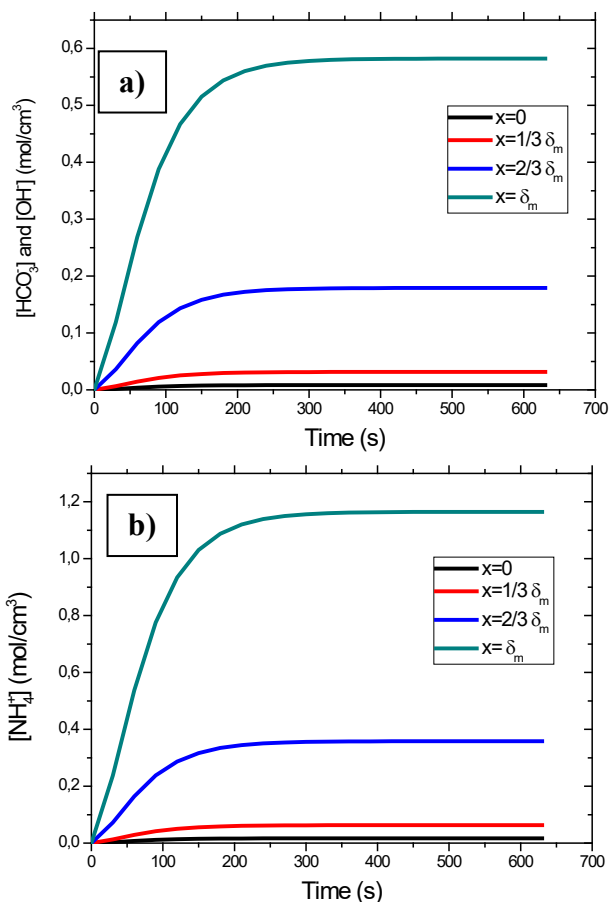 a)
[HCO₃⁻] and [OH⁻] (mol/cm³)
0,6
0,5
0,4
0,3
0,2
0,1
0,0
x=0
x=1/3 δm
x=2/3 δm
x= δm
0 100 200 300 400 500 600 700
Time (s)
b)
[NH₄⁺] (mol/cm³)
1,2
1,0
0,8
0,6
0,4
0,2
0,0
x=0
x=1/3 δm
x=2/3 δm
x= δm
0 100 200 300 400 500 600 700
Time (s)